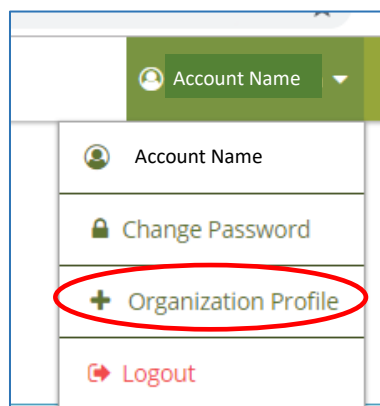 Account Name
Account Name
Change Password
Organization Profile
Logout